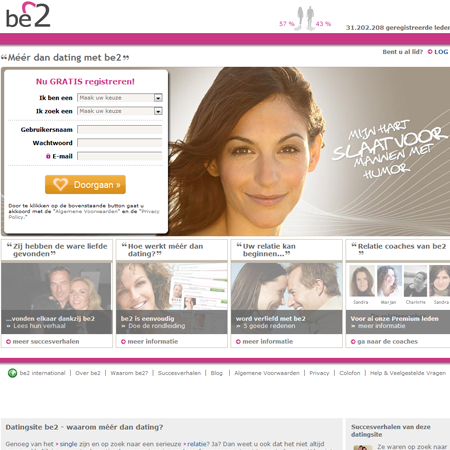 be2
57 % 43 %
31.202.208 geregistreerde leden
Bent u al lid? LOG
“Méér dan dating met be2”
Nu GRATIS registreren!
Ik ben een Maak uw keuze
Ik zoek een Maak uw keuze
Gebruikersnaam
Wachtwoord
E-mail
Doorgaan »
Door te klikken op de bovenstaande button gaat u
akkoord met de "Algemene Voorwaarden" en de "Privacy
Policy."
MIJN HART
SLAAT VOOR
MANNEN MET
HUMOR
“Zij hebben de ware liefde
gevonden”
...vonden elkaar dankzij be2
» Lees hun verhaal
meer succesverhalen
“Hoe werkt méér dan
dating?”
be2 is eenvoudig
» Doe de rondleiding
meer informatie
“Uw relatie kan
beginnen...”
word verliefd met be2
» 5 goede redenen
meer informatie
“Relatie coaches van be2
”
Sandra Marijan Charlotte Sandra
Voor al onze Premium leden
» meer informatie
ga naar de coaches
be2 international | Over be2 | Waarom be2? | Succesverhalen | Blog | Algemene Voorwaarden | Privacy | Colofon | Help & Veelgestelde Vragen
Datingsite be2 - waarom méér dan dating?
Genoeg van het » single zijn en op zoek naar een serieuze » relatie? Ja? Dan weet u ook dat het niet altijd
Succesverhalen van deze
datingsite
Ze waren op zoek naar